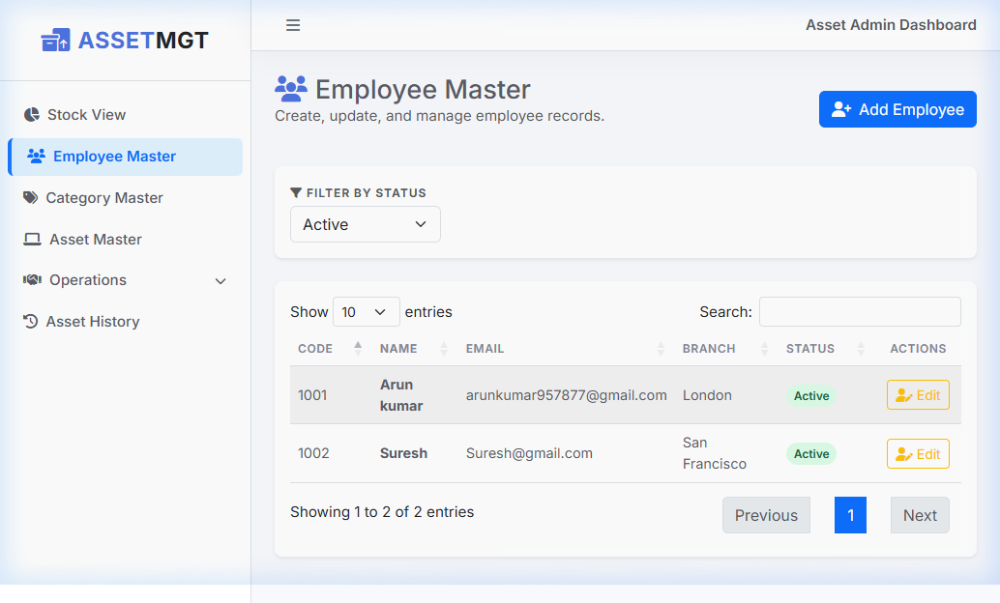 ASSETMGT
Asset Admin Dashboard
Stock View
Employee Master
Category Master
Asset Master
Operations
Asset History
Employee Master
Create, update, and manage employee records.
Add Employee
FILTER BY STATUS
Active
Show 10 entries
Search:
CODE NAME EMAIL BRANCH STATUS ACTIONS
1001 Arun kumar arunkumar957877@gmail.com London Active Edit
1002 Suresh Suresh@gmail.com San Francisco Active Edit
Showing 1 to 2 of 2 entries
Previous 1 Next